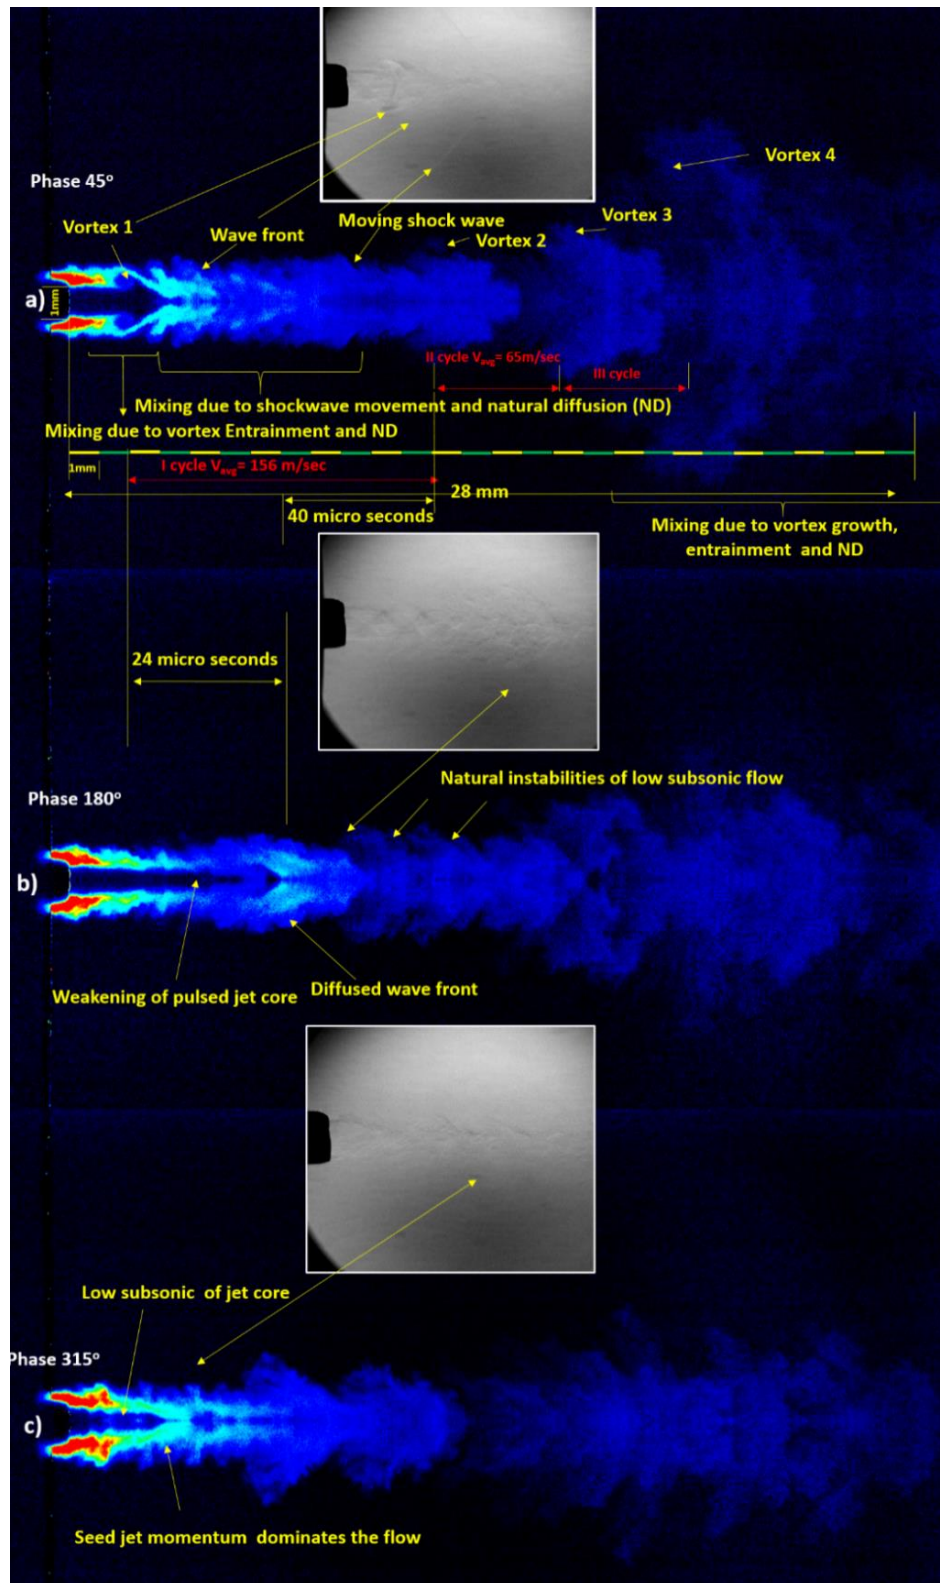 Phase 45°
Vortex 4
Vortex 3
Vortex 1
Moving shock wave
Wave front
Vortex 2
a)
1mm
II cycle Vavg= 65m/sec
III cycle
Mixing due to shockwave movement and natural diffusion (ND)
Mixing due to vortex Entrainment and ND
1mm
I cycle Vavg= 156 m/sec
28 mm
40 micro seconds
Mixing due to vortex growth,
entrainment and ND
24 micro seconds
Phase 180°
Natural instabilities of low subsonic flow
b)
Weakening of pulsed jet core
Diffused wave front
Low subsonic of jet core
Phase 315°
c)
Seed jet momentum dominates the flow